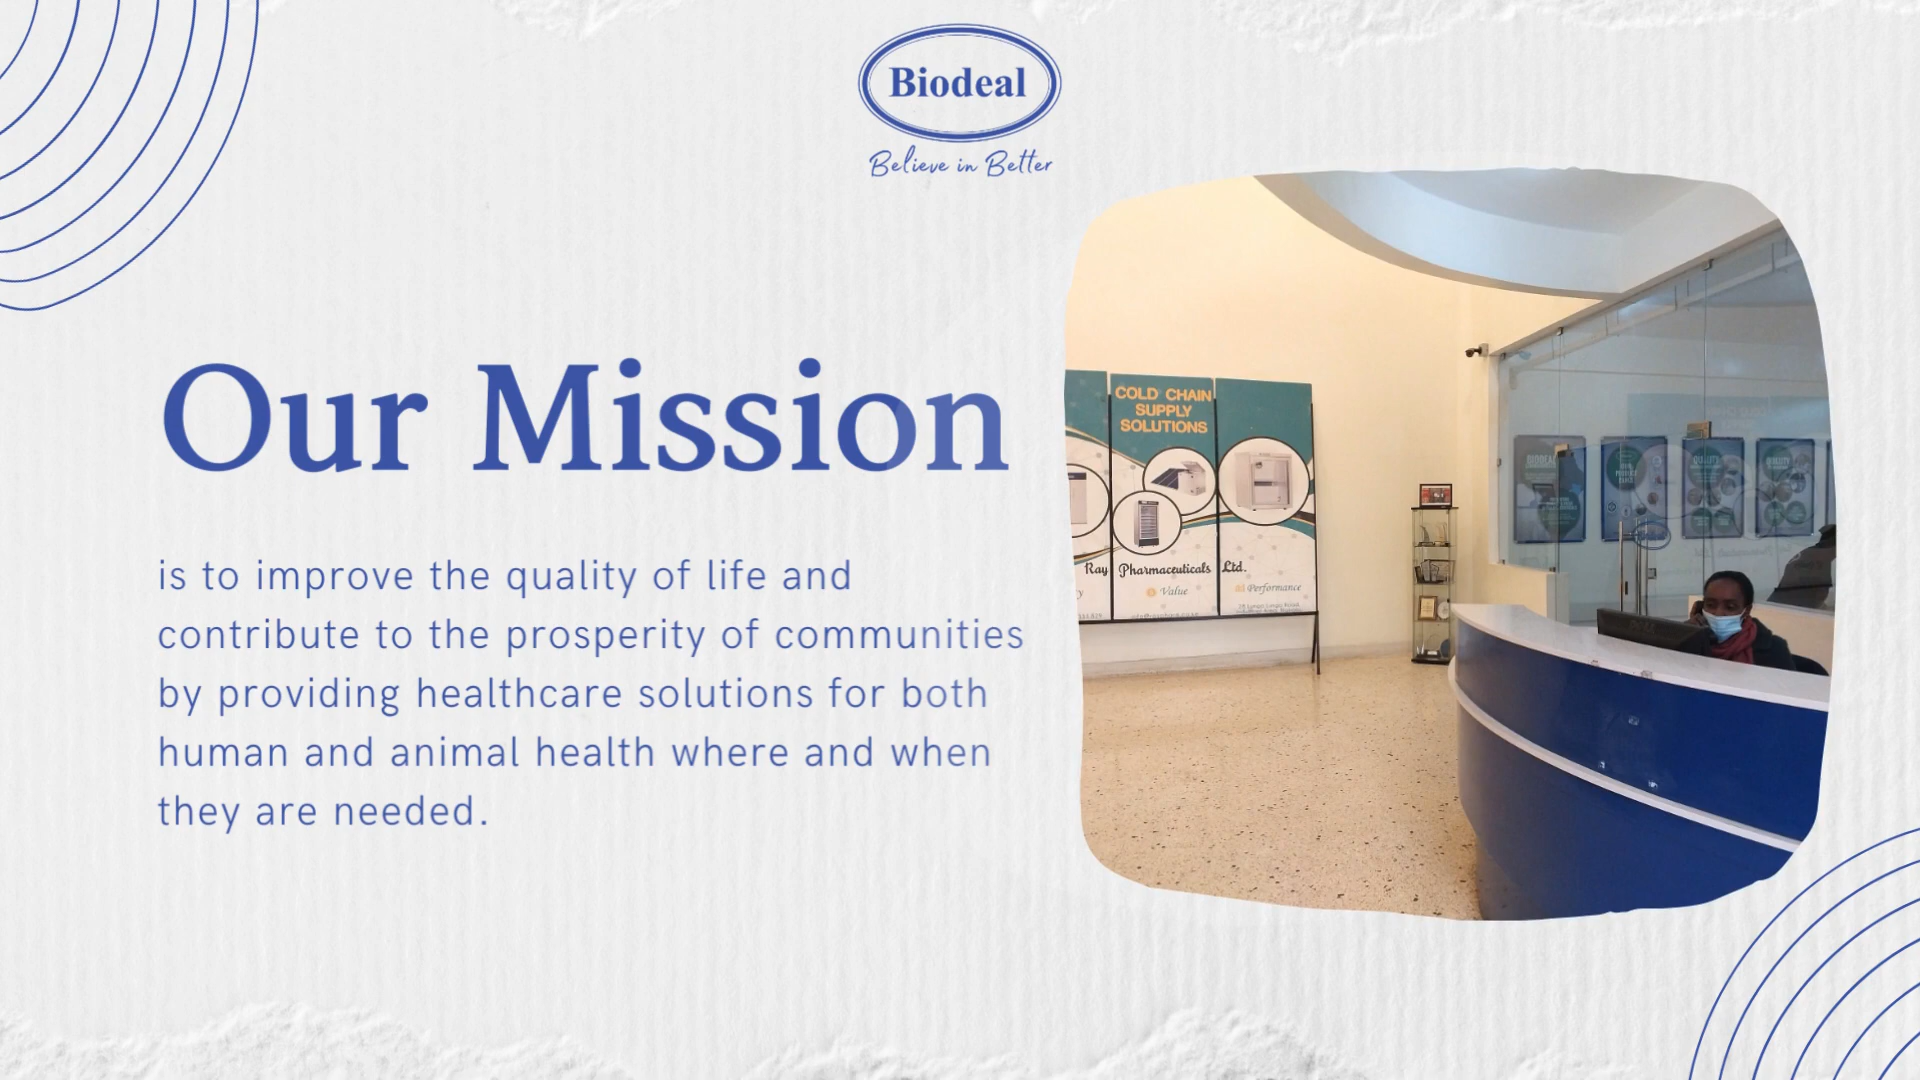 Biodeal
Believe in Better
Our Mission
is to improve the quality of life and
contribute to the prosperity of communities
by providing healthcare solutions for both
human and animal health where and when
they are needed.
COLD CHAIN
SUPPLY
SOLUTIONS
Ray Pharmaceuticals Ltd.
Value
Performance
BIODEAL